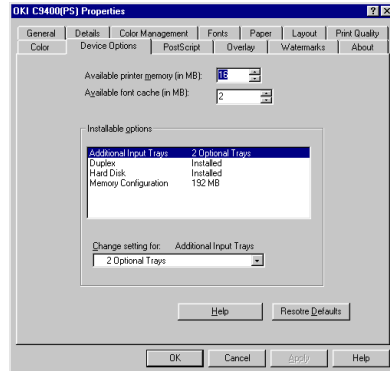 OKI C9400(PS) Properties
General Details Color Management Fonts Paper Layout Print Quality
Color Device Options PostScript Overlay Watermarks About
Available printer memory (in MB): 16
Available font cache (in MB): 2
Installable options
Additional Input Trays 2 Optional Trays
Duplex Installed
Hard Disk Installed
Memory Configuration 192 MB
Change setting for: Additional Input Trays
2 Optional Trays
Help Resotre Defaults
OK Cancel Apply Help